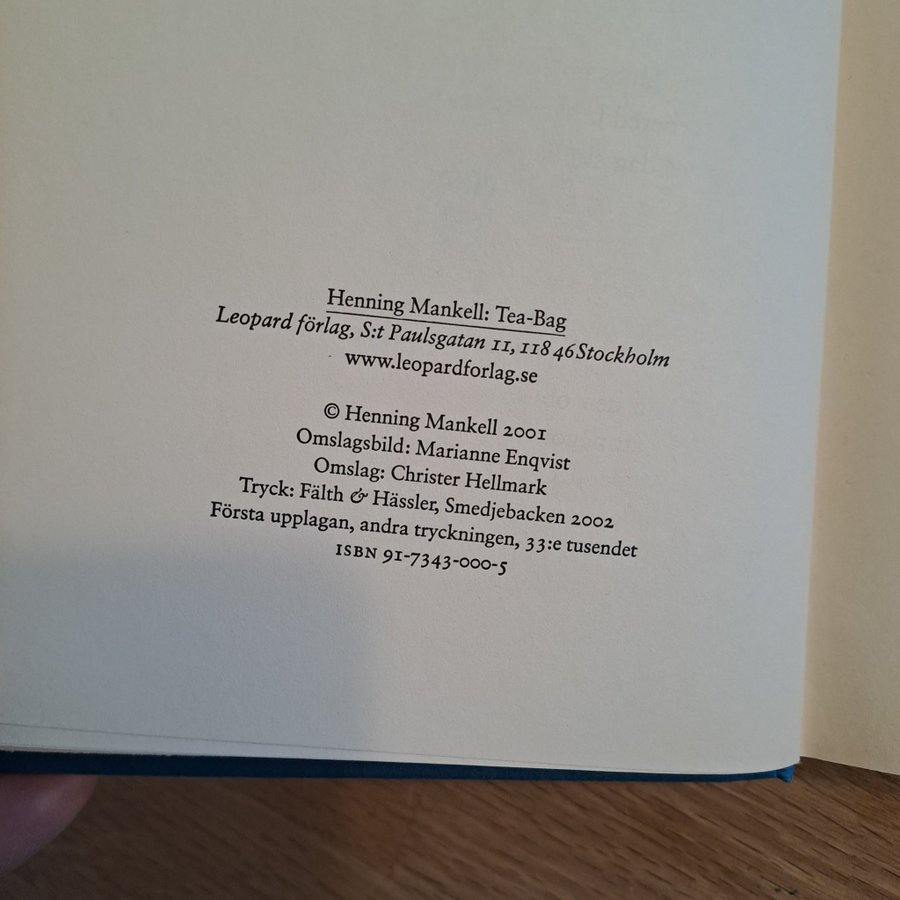 Henning Mankell: Tea-Bag
Leopard förlag, S:t Paulsgatan 11, 118 46 Stockholm
www.leopardforlag.se
© Henning Mankell 2001
Omslagsbild: Marianne Enqvist
Omslag: Christer Hellmark
Tryck: Fälth & Hässler, Smedjebacken 2002
Första upplagan, andra tryckningen, 33:e tusendet
ISBN 91-7343-000-5